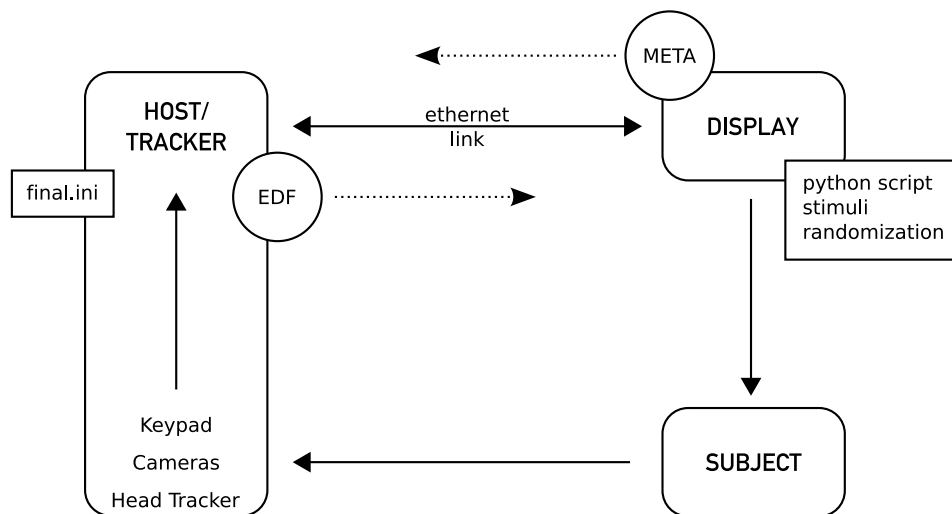 META
HOST/
TRACKER
ethernet
link
DISPLAY
final.ini
EDF
python script
stimuli
randomization
Keypad
Cameras
Head Tracker
SUBJECT